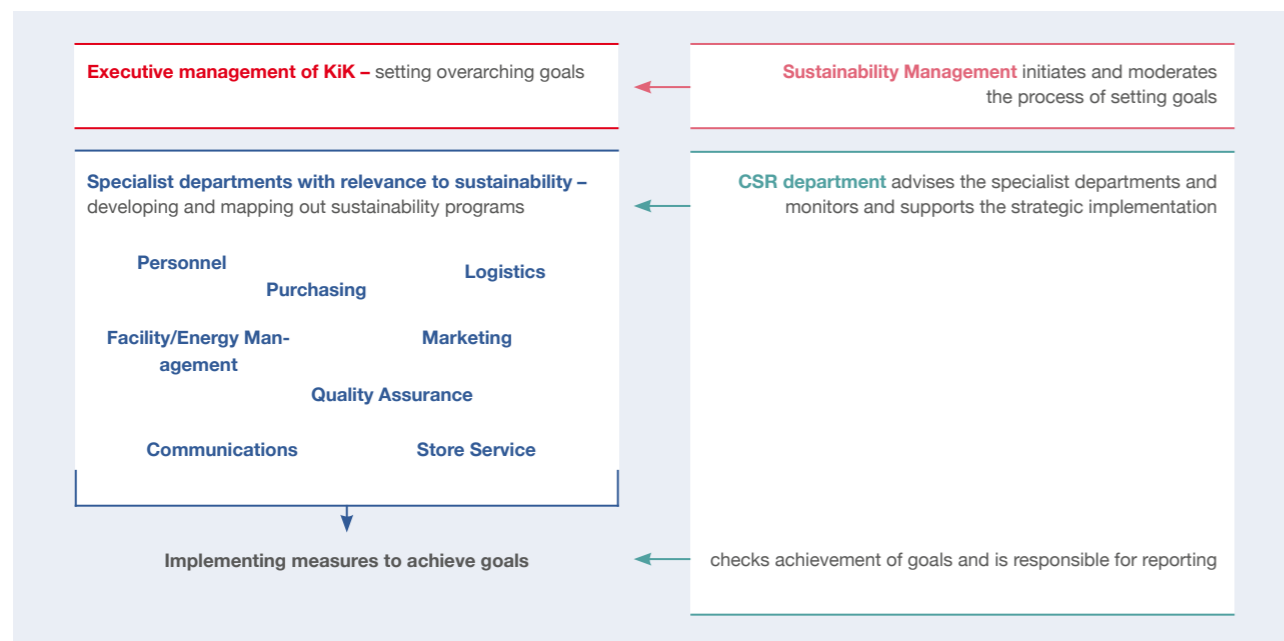 Executive management of KiK – setting overarching goals
Sustainability Management initiates and moderates
the process of setting goals
Specialist departments with relevance to sustainability –
developing and mapping out sustainability programs
CSR department advises the specialist departments and
monitors and supports the strategic implementation
Personnel
Logistics
Purchasing
Facility/Energy Man-
agement
Marketing
Quality Assurance
Communications
Store Service
Implementing measures to achieve goals
checks achievement of goals and is responsible for reporting